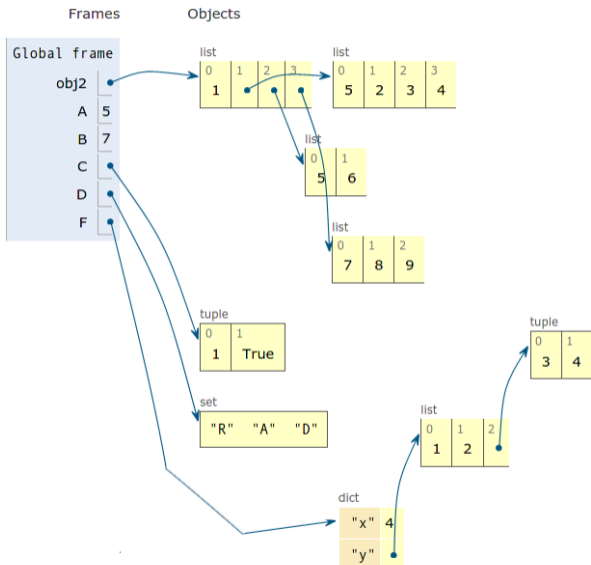 Frames Objects
Global frame
obj2
A 5
B 7
C
D
F
list
0 1 2 3
1
list
0 1 2 3
5 2 3 4
list
0 1
5 6
list
0 1 2
7 8 9
tuple
0 1
1 True
set
"R" "A" "D"
tuple
0 1
3 4
list
0 1 2
1 2
dict
"x" 4
"y"